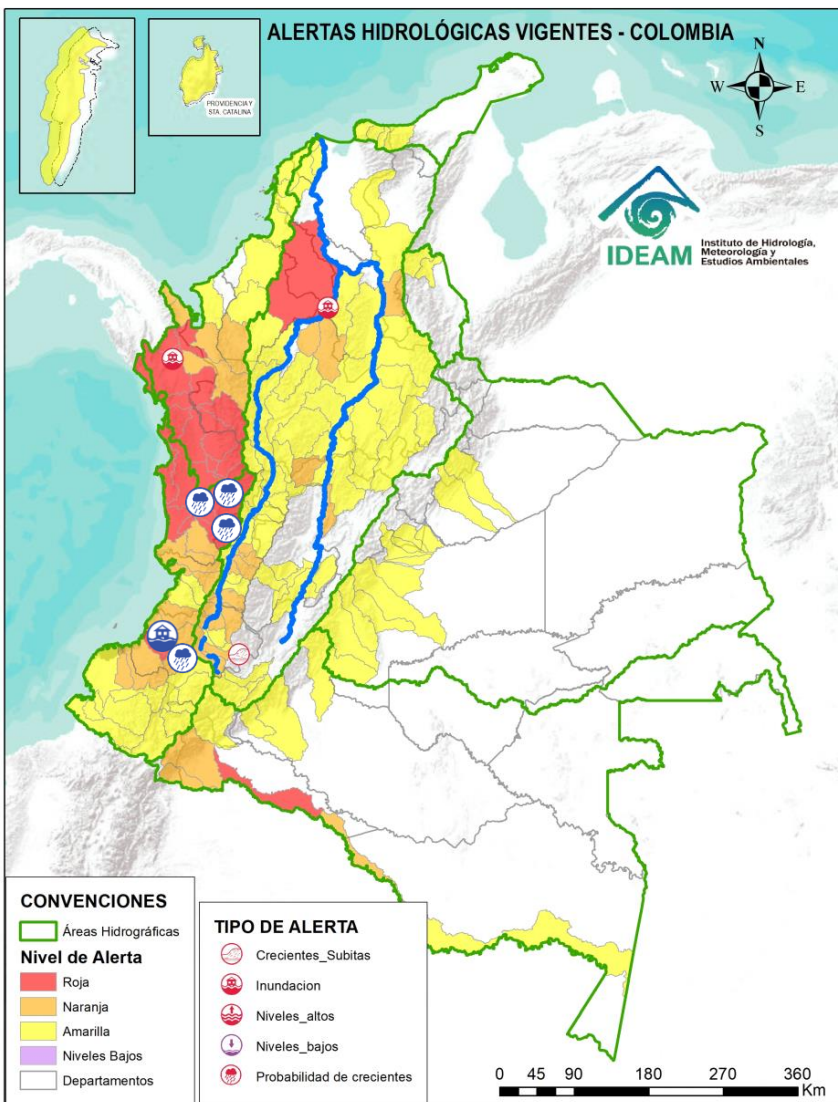 ALERTAS HIDROLÓGICAS VIGENTES - COLOMBIA
PROVIDENCIA Y
STA. CATALINA
N
W
E
S
IDEAM
Instituto de Hidrología,
Meteorología y
Estudios Ambientales
CONVENCIONES
Áreas Hidrográficas
Nivel de Alerta
Roja
Naranja
Amarilla
Niveles Bajos
Departamentos
TIPO DE ALERTA
Crecientes_Subitas
Inundacion
Niveles_altos
Niveles_bajos
Probabilidad de crecientes
0 45 90 180 270 360
Km